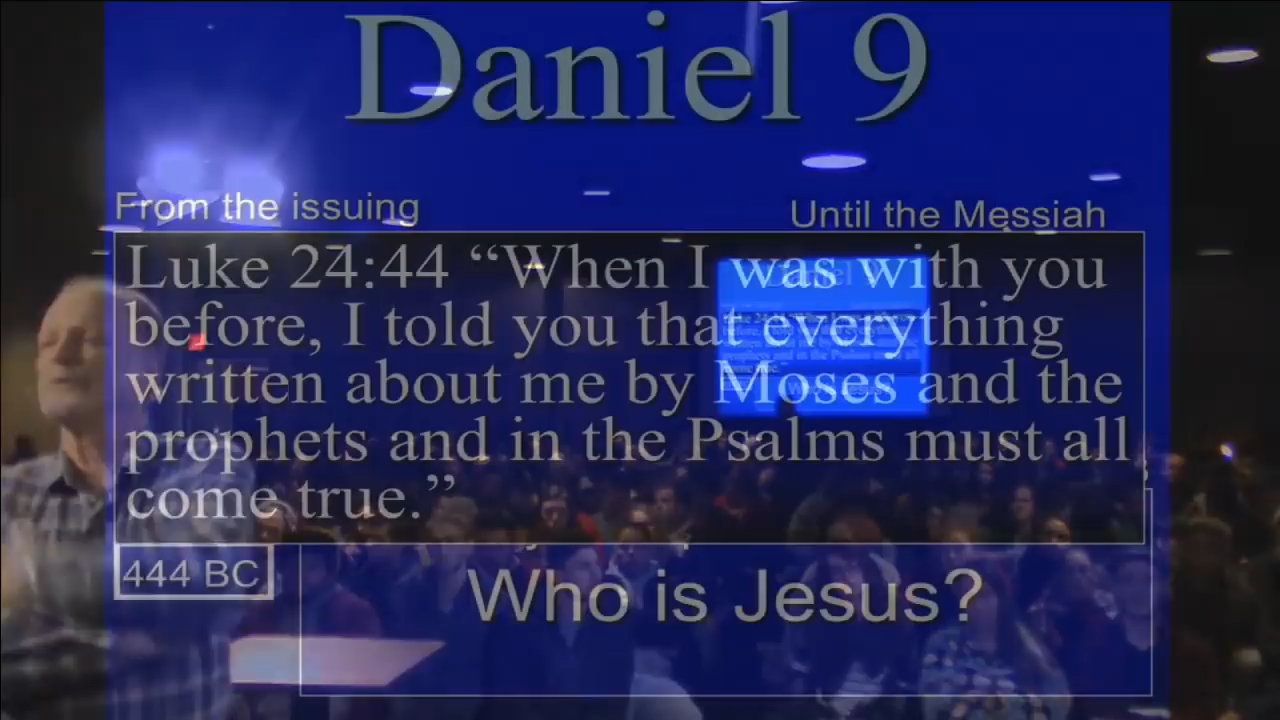 Daniel 9
From the issuing
Until the Messiah
Luke 24:44 “When I was with you
before, I told you that everything
written about me by Moses and the
prophets and in the Psalms must all
come true.”
444 BC
Who is Jesus?